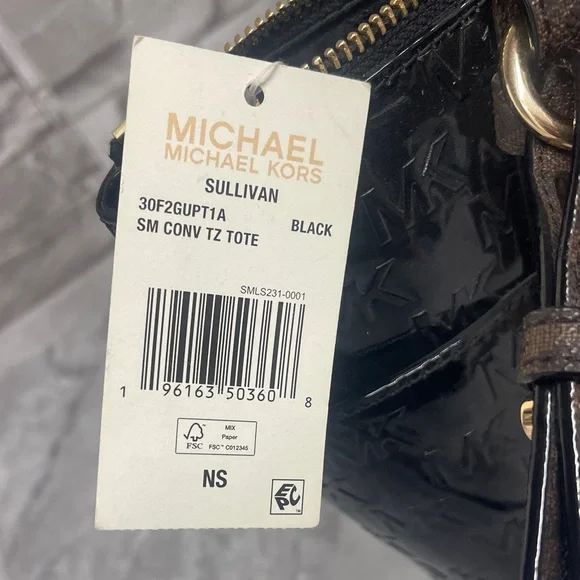 MICHAEL
MICHAEL KORS
SULLIVAN
30F2GUPT1A BLACK
SM CONV TZ TOTE
SMLS231-0001
1 96163 50360 8
FSC
MIX
Paper
FSC™ C012345
NS
EPC